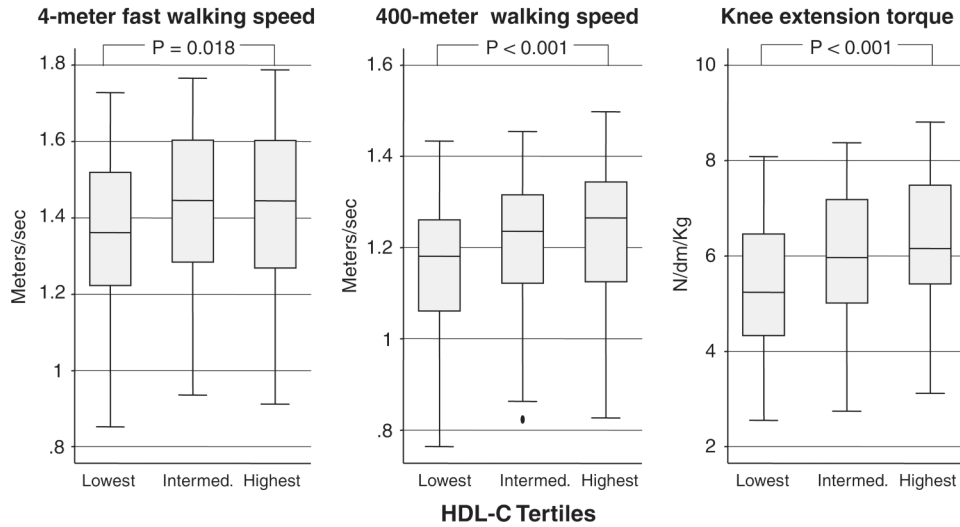 4-meter fast walking speed
P = 0.018
1.8
1.6
1.4
1.2
1
.8
Meters/sec
Lowest Intermed. Highest
400-meter walking speed
P < 0.001
1.6
1.4
1.2
1
.8
Meters/sec
Lowest Intermed. Highest
Knee extension torque
P < 0.001
10
8
6
4
2
N/dm/Kg
Lowest Intermed. Highest
HDL-C Tertiles